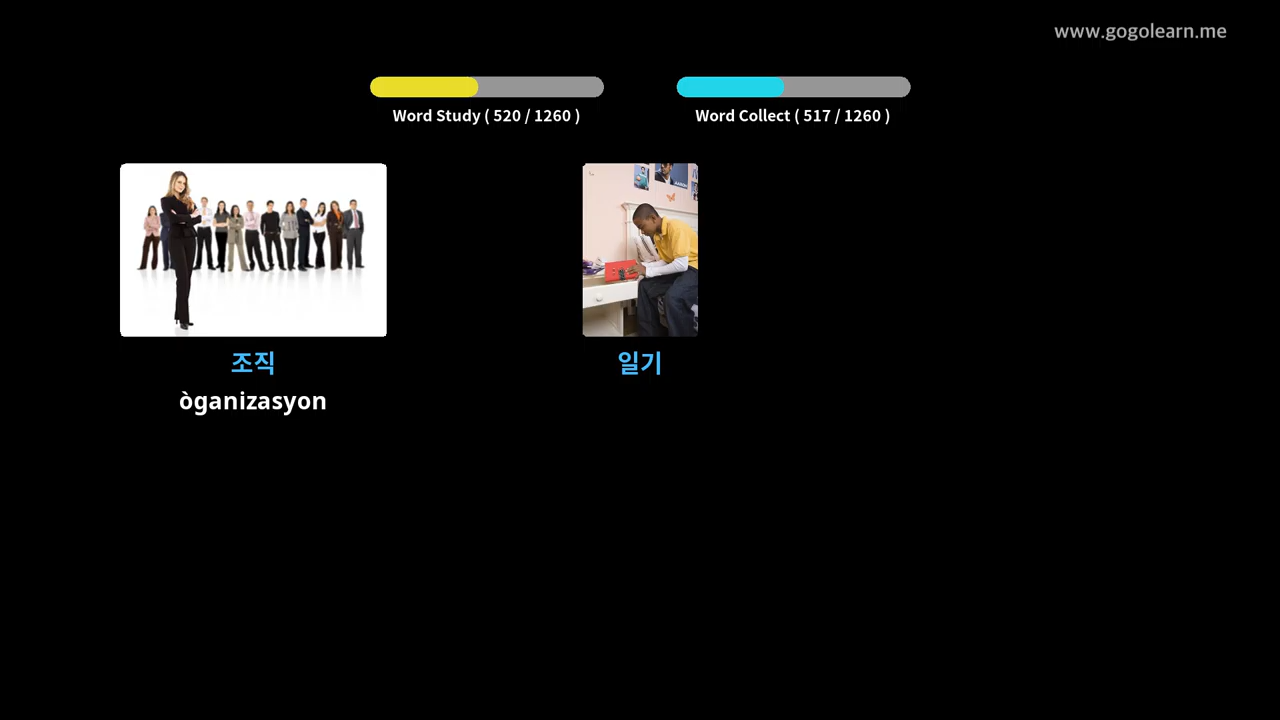 www.gogolearn.me
Word Study ( 520 / 1260 )
Word Collect ( 517 / 1260 )
조직
일기
òganizasyon